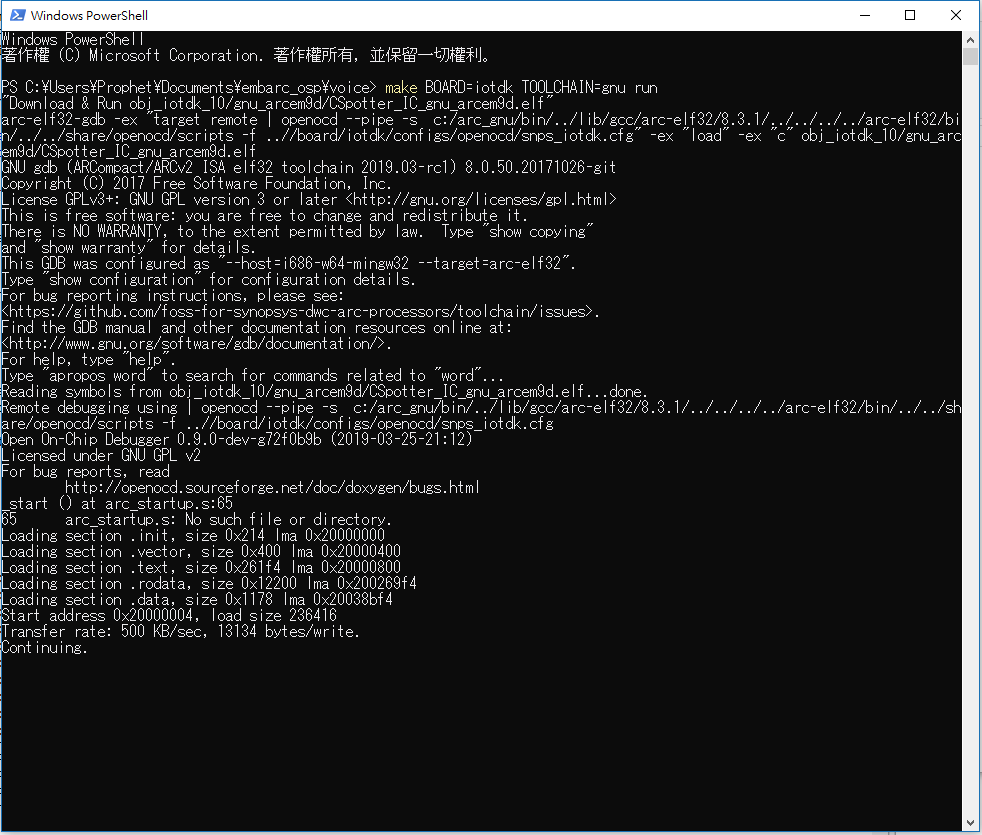 Windows PowerShell
Windows PowerShell
著作權 (C) Microsoft Corporation. 著作權所有，並保留一切權利。
PS C:¥Users¥Prophet¥Documents¥embarc_osp¥voice> make BOARD=iotdk TOOLCHAIN=gnu run
"Download & Run obj_iotdk_10/gnu_arcem9d/CSpotter_IC_gnu_arcem9d.elf"
arc-elf32-gdb -ex "target remote | openocd --pipe -s  c:/arc_gnu/bin/../lib/gcc/arc-elf32/8.3.1/../../../../arc-elf32/bi
n/../../share/openocd/scripts -f ..//board/iotdk/configs/openocd/snps_iotdk.cfg" -ex "load" -ex "c" obj_iotdk_10/gnu_arc
em9d/CSpotter_IC_gnu_arcem9d.elf
GNU gdb (ARCompact/ARCv2 ISA elf32 toolchain 2019.03-rc1) 8.0.50.20171026-git
Copyright (C) 2017 Free Software Foundation, Inc.
License GPLv3+: GNU GPL version 3 or later <http://gnu.org/licenses/gpl.html>
This is free software: you are free to change and redistribute it.
There is NO WARRANTY, to the extent permitted by law.  Type "show copying"
and "show warranty" for details.
This GDB was configured as "--host=i686-w64-mingw32 --target=arc-elf32".
Type "show configuration" for configuration details.
For bug reporting instructions, please see:
<https://github.com/foss-for-synopsys-dwc-arc-processors/toolchain/issues>.
Find the GDB manual and other documentation resources online at:
<http://www.gnu.org/software/gdb/documentation/>.
For help, type "help".
Type "apropos word" to search for commands related to "word"...
Reading symbols from obj_iotdk_10/gnu_arcem9d/CSpotter_IC_gnu_arcem9d.elf...done.
Remote debugging using | openocd --pipe -s  c:/arc_gnu/bin/../lib/gcc/arc-elf32/8.3.1/../../../../arc-elf32/bin/../../sh
are/openocd/scripts -f ..//board/iotdk/configs/openocd/snps_iotdk.cfg
Open On-Chip Debugger 0.9.0-dev-g72f0b9b (2019-03-25-21:12)
Licensed under GNU GPL v2
For bug reports, read
        http://openocd.sourceforge.net/doc/doxygen/bugs.html
_start () at arc_startup.s:65
65      arc_startup.s: No such file or directory.
Loading section .init, size 0x214 lma 0x20000000
Loading section .vector, size 0x400 lma 0x20000400
Loading section .text, size 0x261f4 lma 0x20000800
Loading section .rodata, size 0x12200 lma 0x200269f4
Loading section .data, size 0x1178 lma 0x20038bf4
Start address 0x20000004, load size 236416
Transfer rate: 500 KB/sec, 13134 bytes/write.
Continuing.